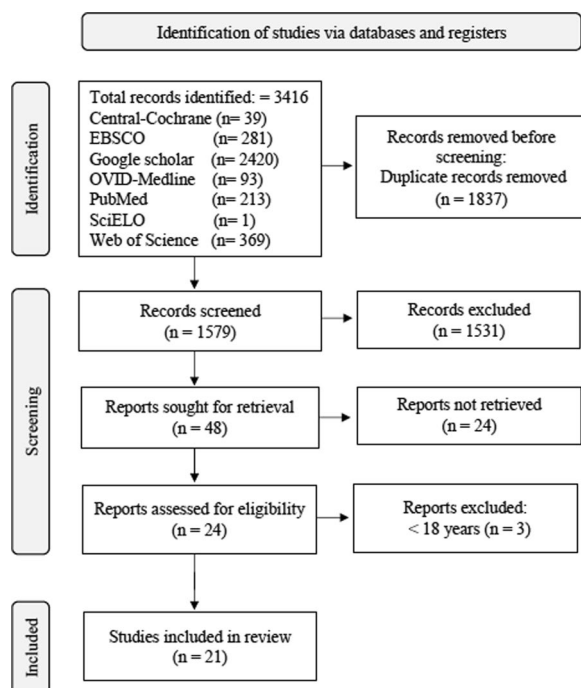 Identification of studies via databases and registers
Identification
Total records identified: = 3416
Central-Cochrane (n= 39)
EBSCO (n= 281)
Google scholar (n= 2420)
OVID-Medline (n= 93)
PubMed (n= 213)
SciELO (n= 1)
Web of Science (n= 369)
Records removed before
screening:
Duplicate records removed
(n = 1837)
Screening
Records screened
(n = 1579)
Records excluded
(n = 1531)
Reports sought for retrieval
(n = 48)
Reports not retrieved
(n = 24)
Reports assessed for eligibility
(n = 24)
Reports excluded:
< 18 years (n = 3)
Included
Studies included in review
(n = 21)